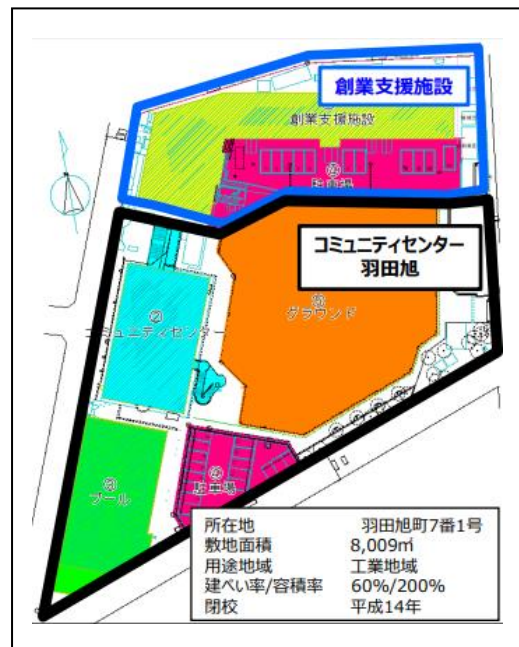 創業支援施設
創業支援施設
④
駐車場
コミュニティセンター
羽田旭
グラウンド
②
コミュニティセンター
③
プール
④
駐車場
所在地 羽田旭町7番1号
敷地面積 8,009㎡
用途地域 工業地域
建ぺい率/容積率 60%/200%
閉校 平成14年